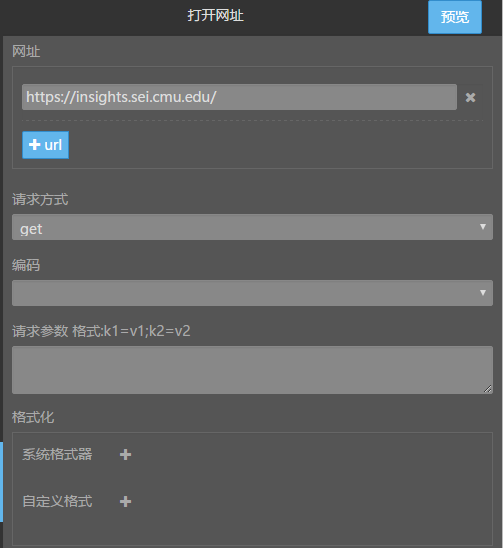 打开网址
预览
网址
https://insights.sei.cmu.edu/
url
请求方式
get
编码
请求参数 格式:k1=v1;k2=v2
格式化
系统格式器
自定义格式